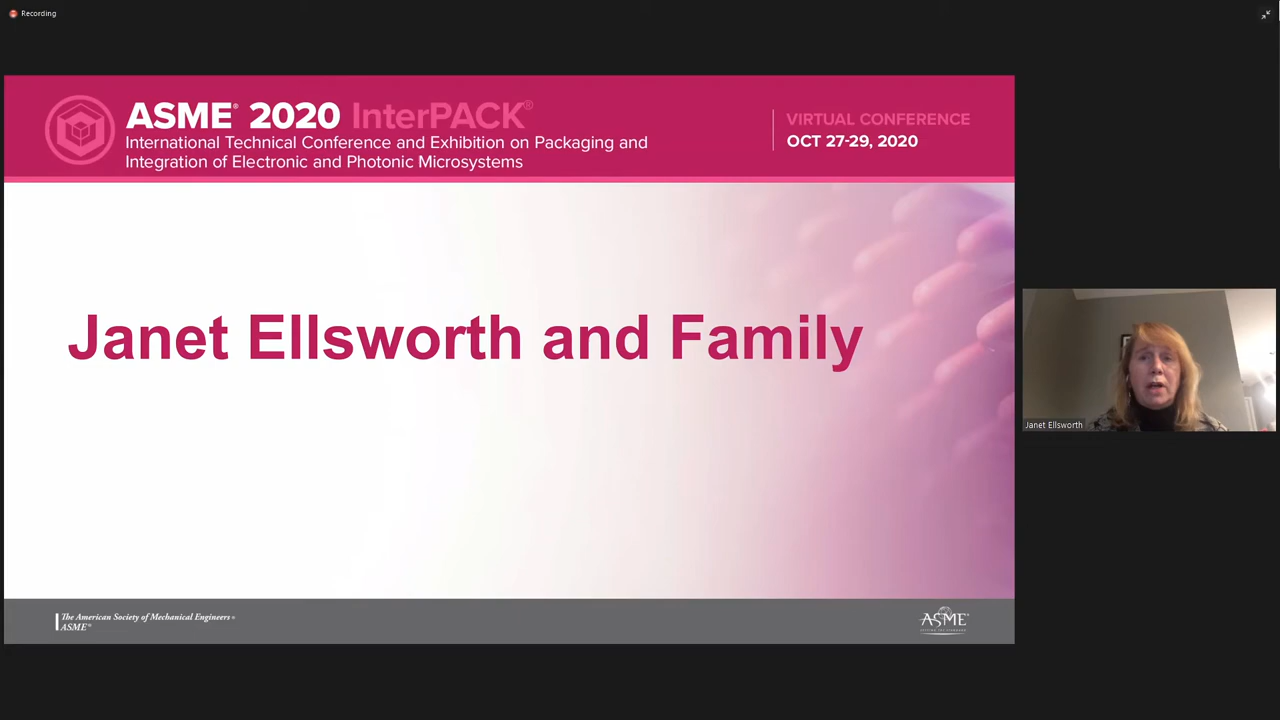 Recording
ASME® 2020 InterPACK®
International Technical Conference and Exhibition on Packaging and
Integration of Electronic and Photonic Microsystems
VIRTUAL CONFERENCE
OCT 27-29, 2020
Janet Ellsworth and Family
Janet Ellsworth
The American Society of Mechanical Engineers®
ASME®
ASME®